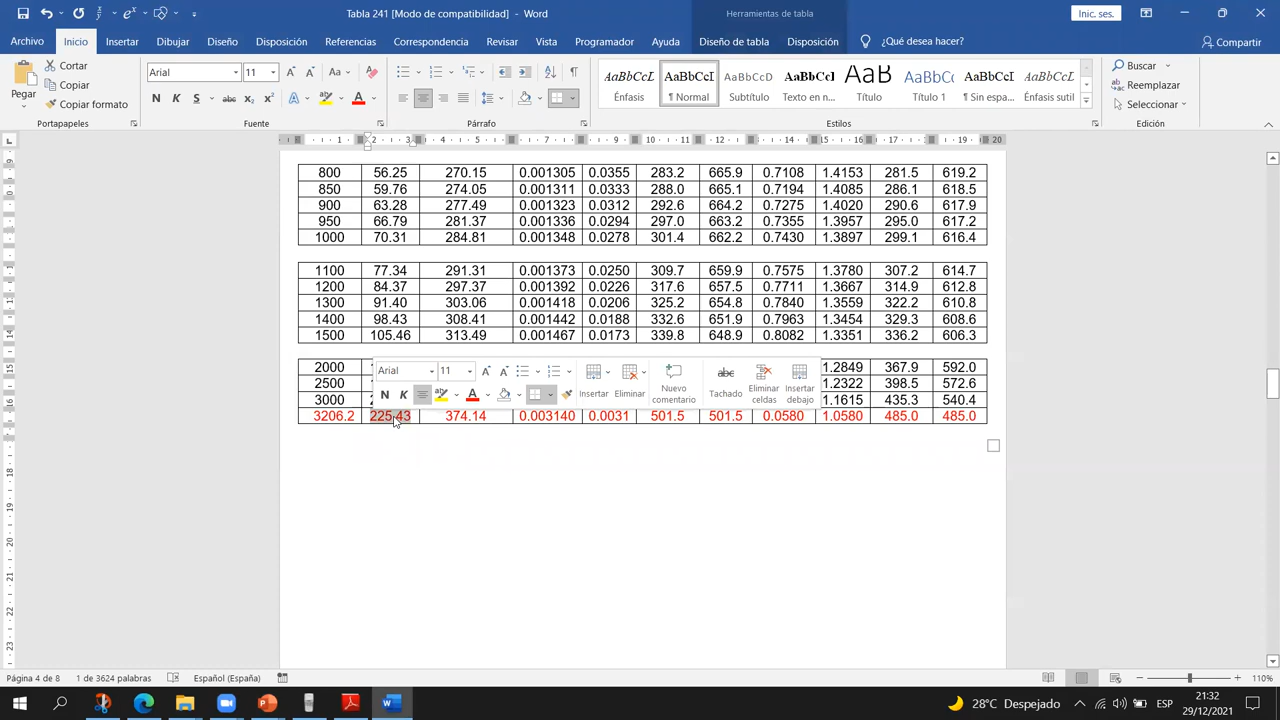 Tabla 241 [Modo de compatibilidad] - Word
Herramientas de tabla
Inic. ses.
Archivo Inicio Insertar Dibujar Diseño Disposición Referencias Correspondencia Revisar Vista Programador Ayuda Diseño de tabla Disposición ¿Qué desea hacer? Compartir
Pegar
Cortar
Copiar
Copiar formato
Portapapeles
Arial 11
N K S abc x₂ x²
Fuente
Párrafo
AaBbCcL AaBbCcI AaBbCcD AaBbCcI AaB AaBbC( AaBbCcI AaBbCcL
Énfasis ¶ Normal Subtítulo Texto en n... Título Título 1 ¶ Sin espa... Énfasis sutil
Estilos
Buscar
Reemplazar
Seleccionar
Edición
800 56.25 270.15 0.001305 0.0355 283.2 665.9 0.7108 1.4153 281.5 619.2
850 59.76 274.05 0.001311 0.0333 288.0 665.1 0.7194 1.4085 286.1 618.5
900 63.28 277.49 0.001323 0.0312 292.6 664.2 0.7275 1.4020 290.6 617.9
950 66.79 281.37 0.001336 0.0294 297.0 663.2 0.7355 1.3957 295.0 617.2
1000 70.31 284.81 0.001348 0.0278 301.4 662.2 0.7430 1.3897 299.1 616.4
1100 77.34 291.31 0.001373 0.0250 309.7 659.9 0.7575 1.3780 307.2 614.7
1200 84.37 297.37 0.001392 0.0226 317.6 657.5 0.7711 1.3667 314.9 612.8
1300 91.40 303.06 0.001418 0.0206 325.2 654.8 0.7840 1.3559 322.2 610.8
1400 98.43 308.41 0.001442 0.0188 332.6 651.9 0.7963 1.3454 329.3 608.6
1500 105.46 313.49 0.001467 0.0173 339.8 648.9 0.8082 1.3351 336.2 606.3
2000 1.2849 367.9 592.0
2500 1.2322 398.5 572.6
3000 1.1615 435.3 540.4
3206.2 225.43 374.14 0.003140 0.0031 501.5 501.5 0.0580 1.0580 485.0 485.0
Arial 11
N K
Insertar Eliminar
Nuevo comentario
Tachado
Eliminar celdas
Insertar debajo
Página 4 de 8 1 de 3624 palabras Español (España) 110%
28°C Despejado ESP
21:32
29/12/2021